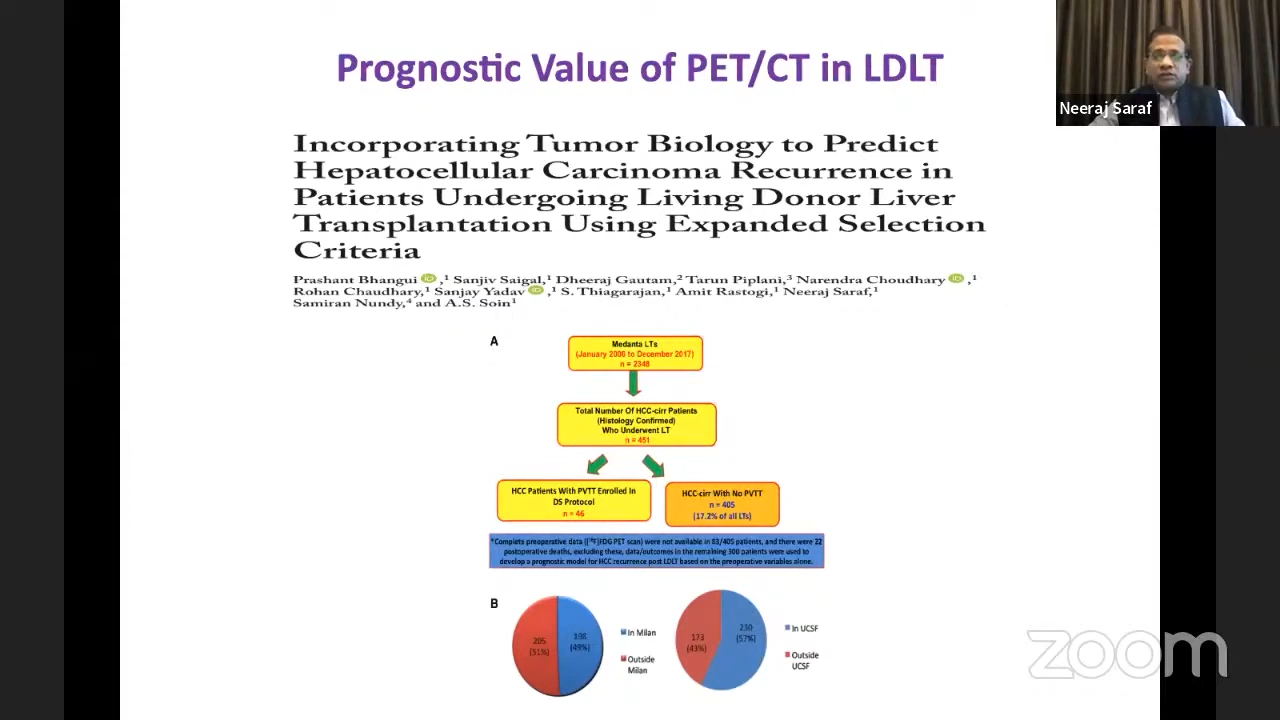 Prognostic Value of PET/CT in LDLT
Neeraj Saraf
Incorporating Tumor Biology to Predict
Hepatocellular Carcinoma Recurrence in
Patients Undergoing Living Donor Liver
Transplantation Using Expanded Selection
Criteria
Prashant Bhangui iD ,1 Sanjiv Saigal,1 Dheeraj Gautam,2 Tarun Piplani,3 Narendra Choudhary iD ,1
Rohan Chaudhary,1 Sanjay Yadav iD ,1 S. Thiagarajan,1 Amit Rastogi,1 Neeraj Saraf,1
Samiran Nundy,4 and A.S. Soin1
A
Medanta LTs
(January 2006 to December 2017)
n = 2348
Total Number Of HCC-cirr Patients
(Histology Confirmed)
Who Underwent LT
n = 451
HCC Patients With PVTT Enrolled In
DS Protocol
n = 46
HCC-cirr With No PVTT
n = 405
(17.2% of all LTs)
*Complete preoperative data ([18F]FDG PET scan) were not available in 83/405 patients, and there were 22
postoperative deaths, excluding these, data/outcomes in the remaining 300 patients were used to
develop a prognostic model for HCC recurrence post LDLT based on the preoperative variables alone.
B
205
(51%)
(49%)
In Milan
Outside
Milan
173
(43%)
230
(57%)
In UCSF
Outside
UCSF
zoom